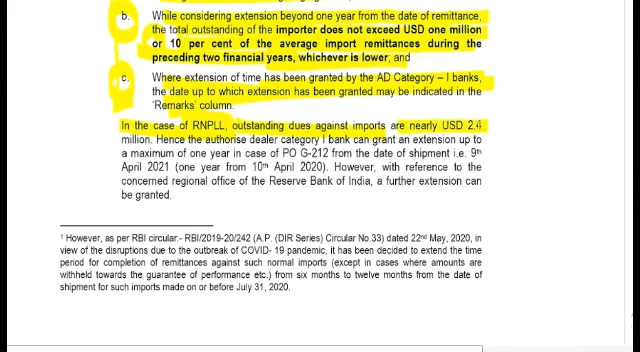 b. While considering extension beyond one year from the date of remittance,
the total outstanding of the importer does not exceed USD one million
or 10 per cent of the average import remittances during the
preceding two financial years, whichever is lower; and
c. Where extension of time has been granted by the AD Category – I banks,
the date up to which extension has been granted may be indicated in the
'Remarks' column.
In the case of RNPLL, outstanding dues against imports are nearly USD 2.4
million. Hence the authorise dealer category I bank can grant an extension up to
a maximum of one year in case of PO G-212 from the date of shipment i.e. 9th
April 2021 (one year from 10th April 2020). However, with reference to the
concerned regional office of the Reserve Bank of India, a further extension can
be granted.
1 However, as per RBI circular:- RBI/2019-20/242 (A.P. (DIR Series) Circular No.33) dated 22nd May, 2020, in
view of the disruptions due to the outbreak of COVID- 19 pandemic, it has been decided to extend the time
period for completion of remittances against such normal imports (except in cases where amounts are
withheld towards the guarantee of performance etc.) from six months to twelve months from the date of
shipment for such imports made on or before July 31, 2020.